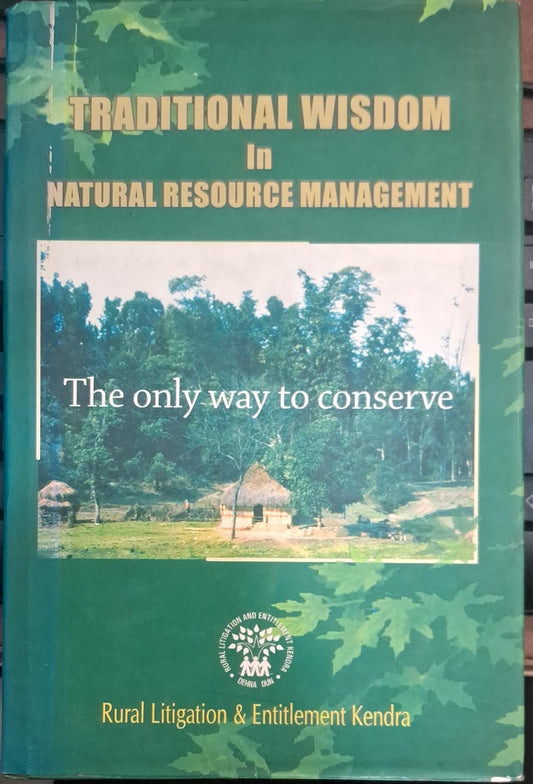 TRADITIONAL WISDOM
In
NATURAL RESOURCE MANAGEMENT
The only way to conserve
RURAL LITIGATION AND ENTITLEMENT KENDRA
DEHRA DUN
Rural Litigation & Entitlement Kendra